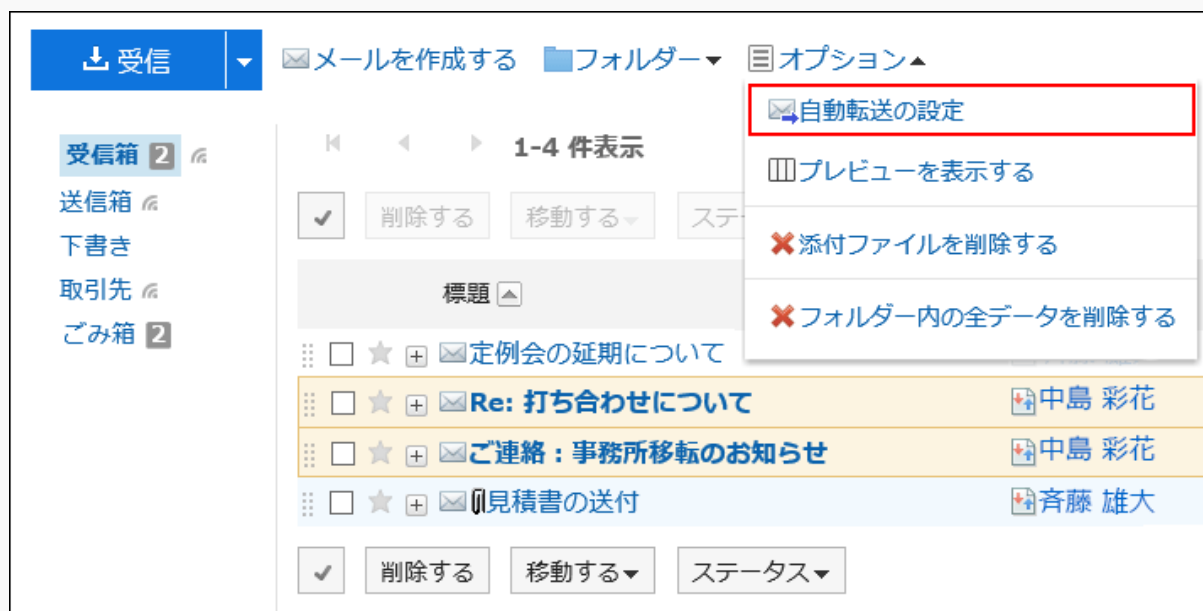 受信 メールを作成する フォルダー オプション
自動転送の設定
プレビューを表示する
添付ファイルを削除する
フォルダー内の全データを削除する
受信箱 2
送信箱
下書き
取引先
ごみ箱 2
1-4 件表示
削除する 移動する ステー
標題
定例会の延期について
Re: 打ち合わせについて 中島 彩花
ご連絡：事務所移転のお知らせ 中島 彩花
見積書の送付 斉藤 雄大
削除する 移動する ステータス